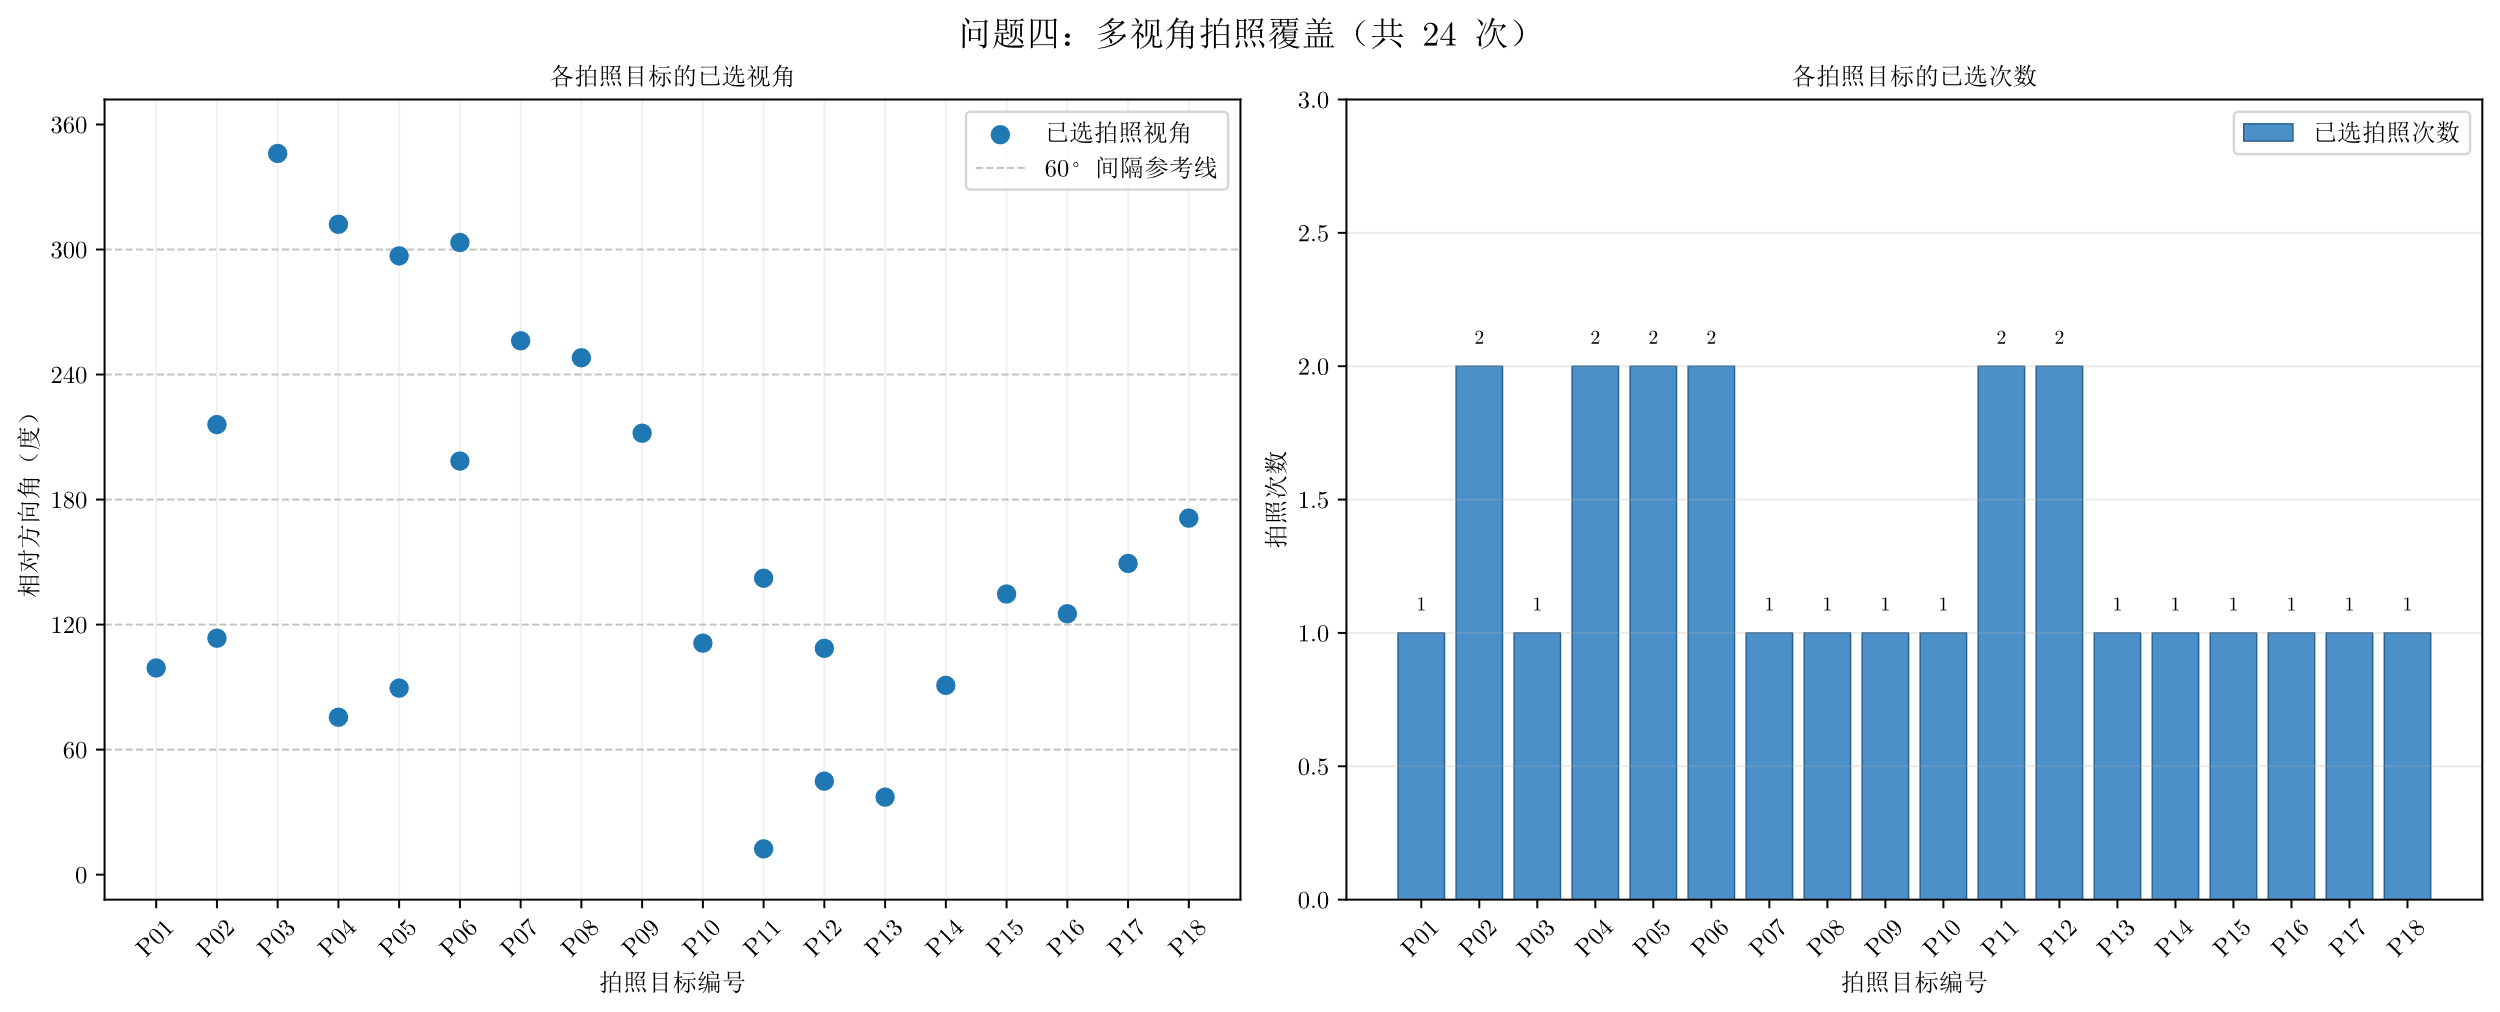 问题四：多视角拍照覆盖（共 24 次）
各拍照目标的已选视角
已选拍照视角
60° 间隔参考线
相对方向角（度）
360
300
240
180
120
60
0
P01 P02 P03 P04 P05 P06 P07 P08 P09 P10 P11 P12 P13 P14 P15 P16 P17 P18
拍照目标编号
各拍照目标的已选次数
已选拍照次数
拍照次数
3.0
2.5
2.0
1.5
1.0
0.5
0.0
1 2 1 2 2 2 1 1 1 1 2 2 1 1 1 1 1 1
P01 P02 P03 P04 P05 P06 P07 P08 P09 P10 P11 P12 P13 P14 P15 P16 P17 P18
拍照目标编号